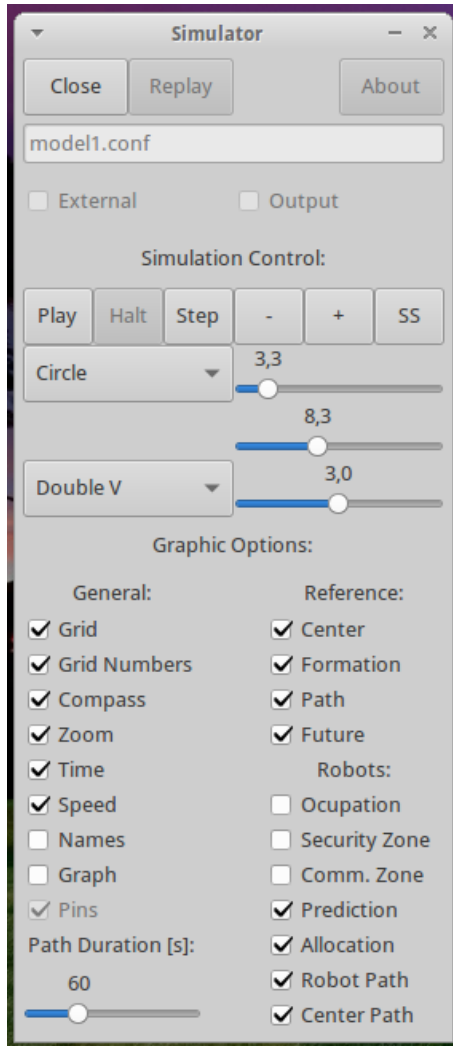 Simulator
Close Replay About
model1.conf
External Output
Simulation Control:
Play Halt Step - + SS
Circle 3,3
8,3
Double V 3,0
Graphic Options:
General: Reference:
Grid Center
Grid Numbers Formation
Compass Path
Zoom Future
Time Robots:
Speed Ocupation
Names Security Zone
Graph Comm. Zone
Pins Prediction
Path Duration [s]: Allocation
60 Robot Path
Center Path